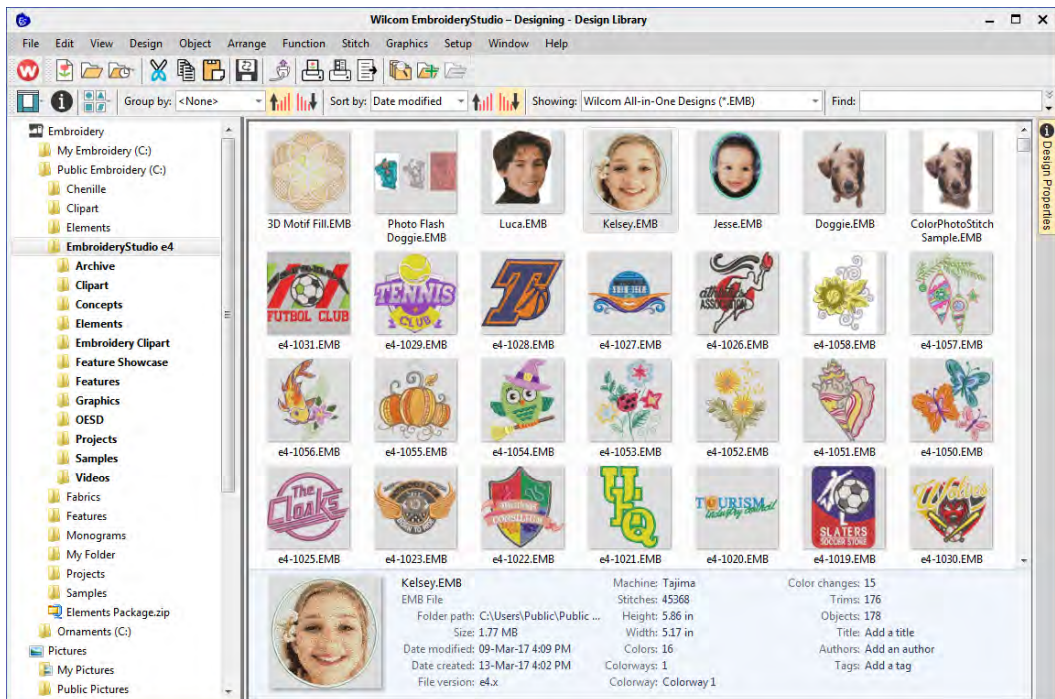 Wilcom EmbroideryStudio – Designing - Design Library
File Edit View Design Object Arrange Function Stitch Graphics Setup Window Help
Group by: <None> Sort by: Date modified Showing: Wilcom All-in-One Designs (*.EMB) Find:
Embroidery
My Embroidery (C:)
Public Embroidery (C:)
Chenille
Clipart
Elements
EmbroideryStudio e4
Archive
Clipart
Concepts
Elements
Embroidery Clipart
Feature Showcase
Features
Graphics
OESD
Projects
Samples
Videos
Fabrics
Features
Monograms
My Folder
Projects
Samples
Elements Package.zip
Ornaments (C:)
Pictures
My Pictures
Public Pictures
3D Motif Fill.EMB
Photo Flash
Doggie.EMB
Luca.EMB
Kelsey.EMB
Jesse.EMB
Doggie.EMB
ColorPhotoStitch
Sample.EMB
FUTBOL CLUB
TENNIS
CLUB
athletics
ASSOCIATION
e4-1031.EMB e4-1029.EMB e4-1028.EMB e4-1027.EMB e4-1026.EMB e4-1058.EMB e4-1057.EMB
e4-1056.EMB e4-1055.EMB e4-1054.EMB e4-1053.EMB e4-1052.EMB e4-1051.EMB e4-1050.EMB
The
Cloaks
UFQ
TOURISM
industry council
SLATERS
SOCCER STORE
Wolves
e4-1025.EMB e4-1023.EMB e4-1022.EMB e4-1021.EMB e4-1020.EMB e4-1019.EMB e4-1030.EMB
Design Properties
Kelsey.EMB
EMB File
Folder path: C:\Users\Public\Public ...
Size: 1.77 MB
Date modified: 09-Mar-17 4:09 PM
Date created: 13-Mar-17 4:02 PM
File version: e4.x
Machine: Tajima
Stitches: 45368
Height: 5.86 in
Width: 5.17 in
Colors: 16
Colorways: 1
Colorway: Colorway 1
Color changes: 15
Trims: 176
Objects: 178
Title: Add a title
Authors: Add an author
Tags: Add a tag